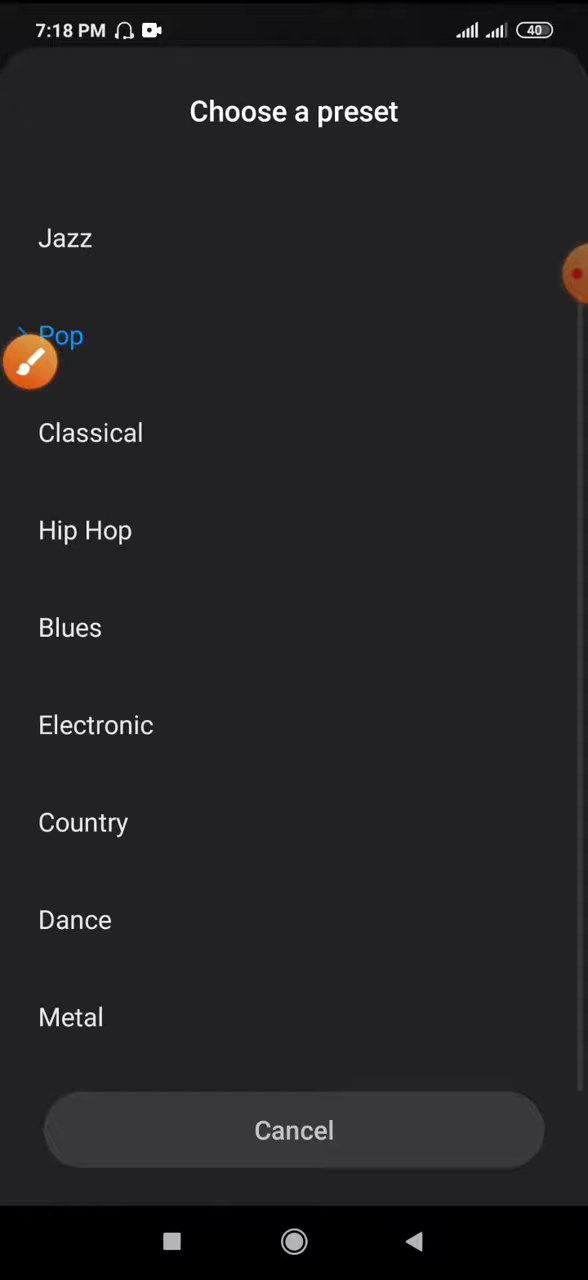 7:18 PM
40
Choose a preset
Jazz
Pop
Classical
Hip Hop
Blues
Electronic
Country
Dance
Metal
Cancel